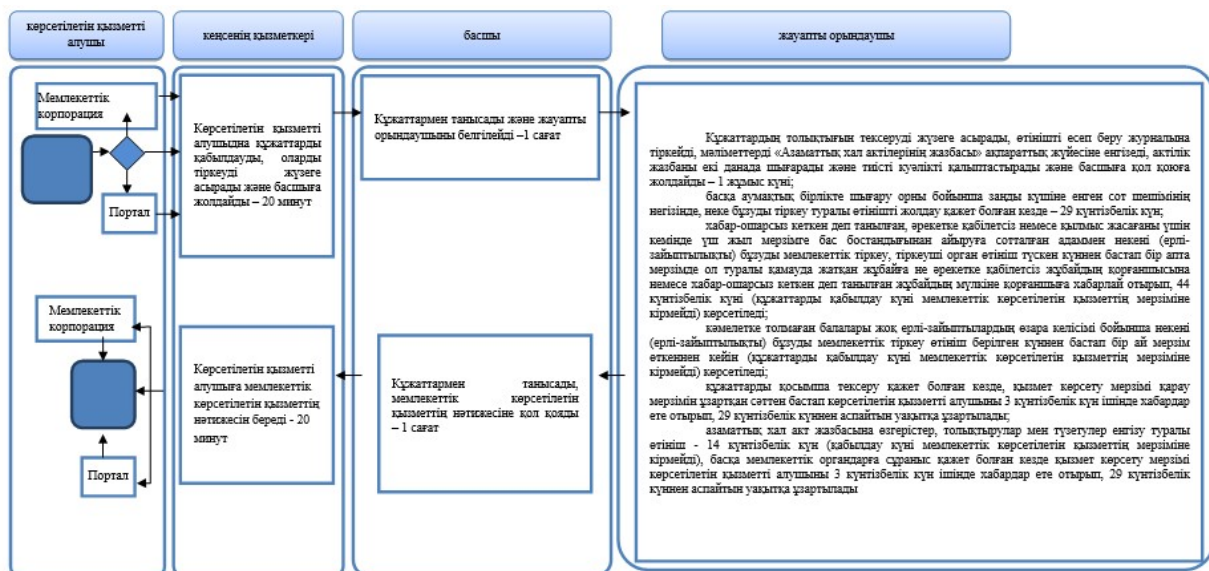 көрсетілетін қызметті
алушы
кеңсенің қызметкері
басшы
жауапты орындаушы
Мемлекеттік
корпорация
Портал
Көрсетілетін қызметті
алушыдна құжаттарды
қабылдауды, оларды
тіркеуді жүзеге
асырады және басшыға
жолдайды – 20 минут
Құжаттармен танысады және жауапты
орындаушыны белгілейді –1 сағат
Құжаттардың толықтығын тексеруді жүзеге асырады, өтінішті есеп беру журналына
тіркейді, мәліметтерді «Азаматтық хал актілерінің жазбасы» ақпараттық жүйесіне енгізеді, актілік
жазбаны екі данада шығарады және тиісті куәлікті қалыптастырады және басшыға қол қоюға
жолдайды – 1 жұмыс күні;
басқа аумақтық бірлікте шығару орны бойынша заңды күшіне енген сот шешімінің
негізінде, неке бұзуды тіркеу туралы өтінішті жолдау қажет болған кезде – 29 күнтізбелік күн;
хабар-ошарсыз кеткен деп танылған, әрекетке қабілетсіз немесе қылмыс жасағаны үшін
кемінде үш жыл мерзімге бас бостандығынан айыруға сотталған адаммен некені (ерлі-
зайыптылықты) бұзуды мемлекеттік тіркеу, тіркеуші орган өтініш түскен күннен бастап бір апта
мерзімде ол туралы қамауда жатқан жұбайға не әрекетке қабілетсіз жұбайдың қорғаншысына
немесе хабар-ошарсыз кеткен деп танылған жұбайдың мүлкіне қорғаншыға хабарлай отырып, 44
күнтізбелік күні (құжаттарды қабылдау күні мемлекеттік көрсетілетін қызметтің мерзіміне
кірмейді) көрсетіледі;
кәмелетке толмаған балалары жоқ ерлі-зайыптылардың өзара келісімі бойынша некені
(ерлі-зайыптылықты) бұзуды мемлекеттік тіркеу өтініш берілген күннен бастап бір ай мерзім
өткеннен кейін (құжаттарды қабылдау күні мемлекеттік көрсетілетін қызметтің мерзіміне
кірмейді) көрсетіледі;
құжаттарды қосымша тексеру қажет болған кезде, қызмет көрсету мерзімі қарау
мерзімін ұзартқан сәттен бастап көрсетілетін қызметті алушыны 3 күнтізбелік күн ішінде хабардар
ете отырып, 29 күнтізбелік күннен аспайтын уақытқа ұзартылады;
азаматтық хал акт жазбасына өзгерістер, толықтырулар мен түзетулер енгізу туралы
өтініш - 14 күнтізбелік күн (қабылдау күні мемлекеттік көрсетілетін қызметтің мерзіміне
кірмейді), басқа мемлекеттік органдарға сұраныс қажет болған кезде қызмет көрсету мерзімі
көрсетілетін қызметті алушыны 3 күнтізбелік күн ішінде хабардар ете отырып, 29 күнтізбелік
күннен аспайтын уақытқа ұзартылады
Мемлекеттік
корпорация
Портал
Көрсетілетін қызметті
алушыға мемлекеттік
көрсетілетін қызметтің
нәтижесін береді - 20
минут
Құжаттармен танысады,
мемлекеттік көрсетілетін
қызметтің нәтижесіне қол қояды
– 1 сағат